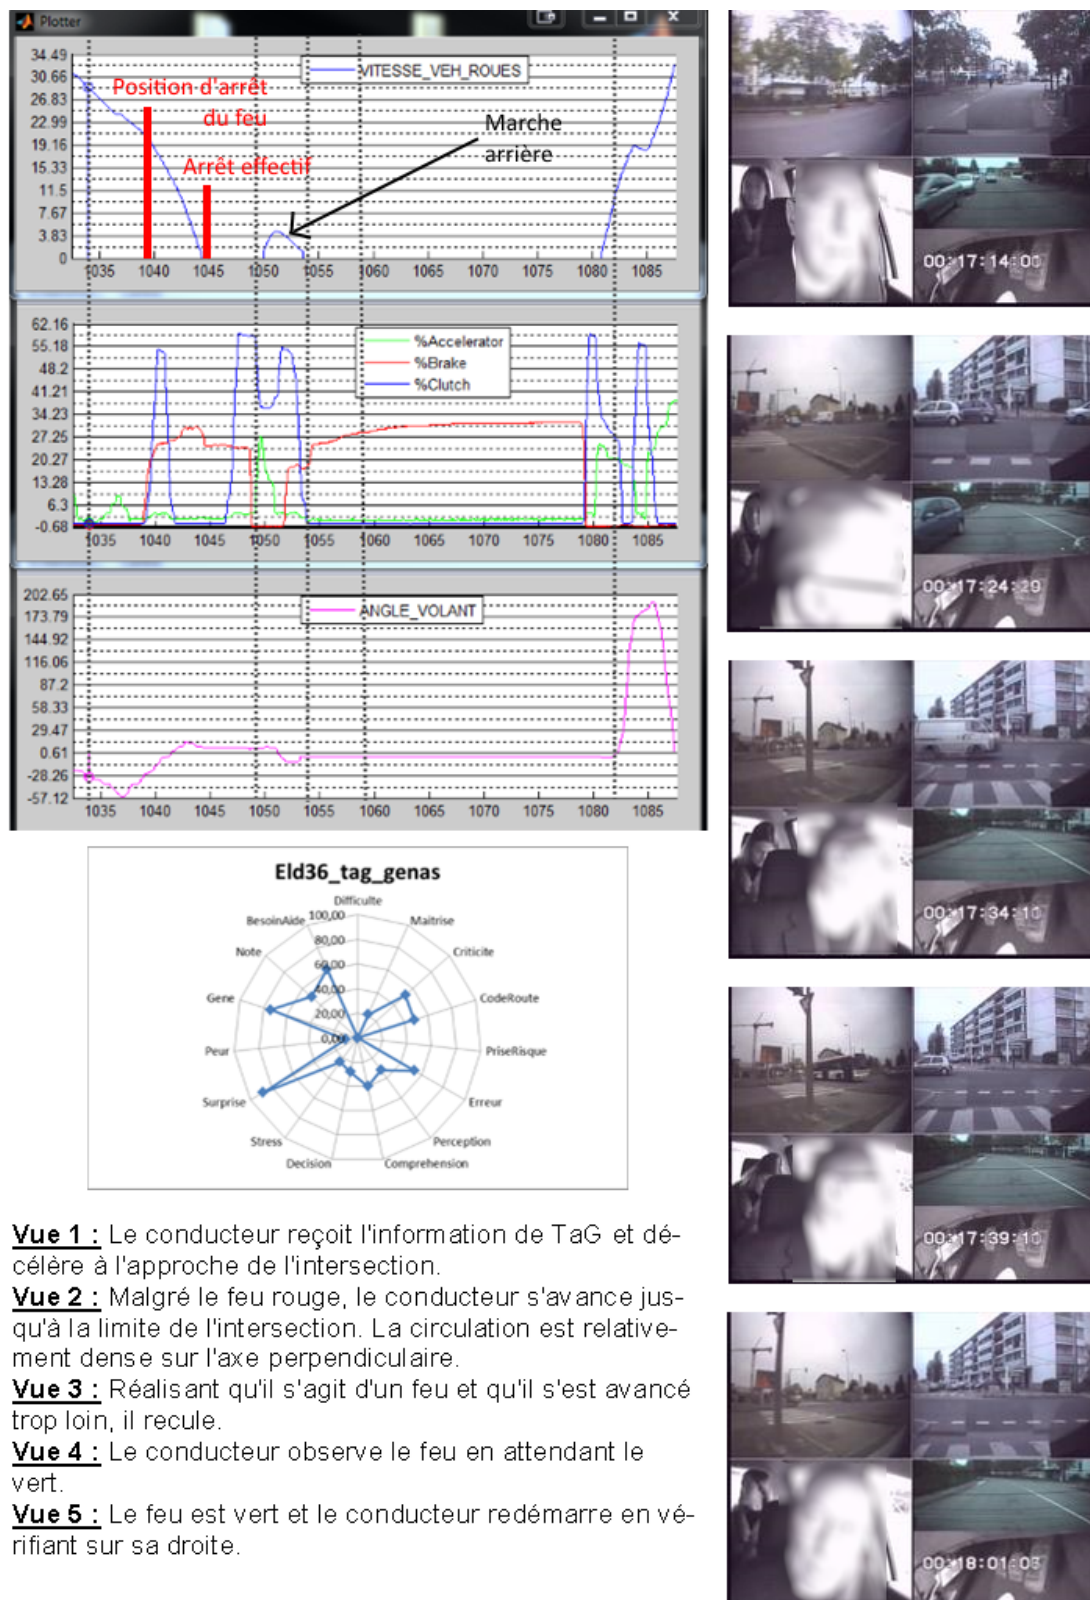 Plotter
34.49
30.66
26.83
22.99
19.16
15.33
11.5
7.67
3.83
0
VITESSE_VEH_ROUES
Position d'arrêt
du feu
Arrêt effectif
Marche
arrière
1035 1040 1045 1050 1055 1060 1065 1070 1075 1080 1085
62.16
55.18
48.2
41.21
34.23
27.25
20.27
13.28
6.3
-0.68
%Accelerator
%Brake
%Clutch
1035 1040 1045 1050 1055 1060 1065 1070 1075 1080 1085
202.65
173.79
144.92
116.06
87.2
58.33
29.47
0.61
-28.26
-57.12
ANGLE_VOLANT
1035 1040 1045 1050 1055 1060 1065 1070 1075 1080 1085
Eld36_tag_genas
Difficulte
Maitrise
Criticite
CodeRoute
PriseRisque
Erreur
Perception
Comprehension
Decision
Stress
Surprise
Peur
Gene
Note
BesoinAide
100,00
80,00
60,00
40,00
20,00
0,00
Vue 1 : Le conducteur reçoit l'information de TaG et dé-
célère à l'approche de l'intersection.
Vue 2 : Malgré le feu rouge, le conducteur s'avance jus-
qu'à la limite de l'intersection. La circulation est relative-
ment dense sur l'axe perpendiculaire.
Vue 3 : Réalisant qu'il s'agit d'un feu et qu'il s'est avancé
trop loin, il recule.
Vue 4 : Le conducteur observe le feu en attendant le
vert.
Vue 5 : Le feu est vert et le conducteur redémarre en vé-
rifiant sur sa droite.
00:17:14:00
00:17:24:29
00:17:34:10
00:17:39:10
00:18:01:03